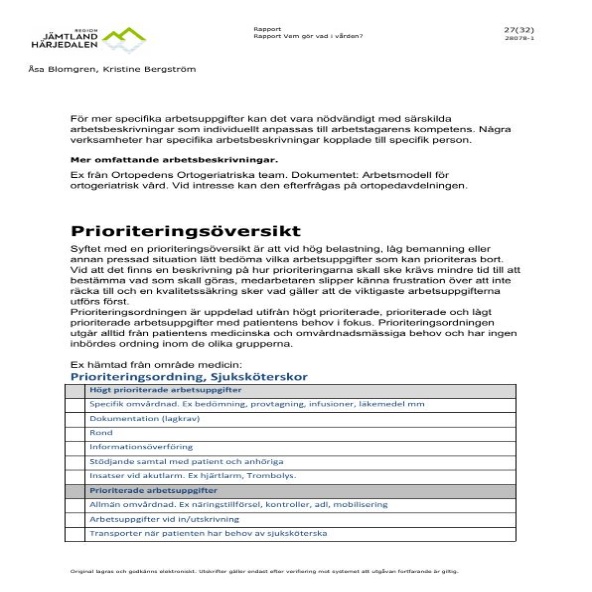 REGION
JÄMTLAND
HÄRJEDALEN
Rapport
Rapport Vem gör vad i vården?
27(32)
28078-1
Åsa Blomgren, Kristine Bergström
För mer specifika arbetsuppgifter kan det vara nödvändigt med särskilda
arbetsbeskrivningar som individuellt anpassas till arbetstagarens kompetens. Några
verksamheter har specifika arbetsbeskrivningar kopplade till specifik person.
Mer omfattande arbetsbeskrivningar.
Ex från Ortopedens Ortogeriatriska team. Dokumentet: Arbetsmodell för
ortogeriatrisk vård. Vid intresse kan den efterfrågas på ortopedavdelningen.
Prioriteringsöversikt
Syftet med en prioriteringsöversikt är att vid hög belastning, låg bemanning eller
annan pressad situation lätt bedöma vilka arbetsuppgifter som kan prioriteras bort.
Vid att det finns en beskrivning på hur prioriteringarna skall ske krävs mindre tid till att
bestämma vad som skall göras, medarbetaren slipper känna frustration över att inte
räcka till och en kvalitetssäkring sker vad gäller att de viktigaste arbetsuppgifterna
utförs först.
Prioriteringsordningen är uppdelad utifrån högt prioriterade, prioriterade och lågt
prioriterade arbetsuppgifter med patientens behov i fokus. Prioriteringsordningen
utgår alltid från patientens medicinska och omvårdnadsmässiga behov och har ingen
inbördes ordning inom de olika grupperna.
Ex hämtad från område medicin:
Prioriteringsordning, Sjuksköterskor
Högt prioriterade arbetsuppgifter
Specifik omvårdnad. Ex bedömning, provtagning, infusioner, läkemedel mm
Dokumentation (lagkrav)
Rond
Informationsöverföring
Stödjande samtal med patient och anhöriga
Insatser vid akutlarm. Ex hjärtlarm, Trombolys.
Prioriterade arbetsuppgifter
Allmän omvårdnad. Ex näringstillförsel, kontroller, adl, mobilisering
Arbetsuppgifter vid in/utskrivning
Transporter när patienten har behov av sjuksköterska
Original lagras och godkänns elektroniskt. Utskrifter gäller endast efter verifiering mot systemet att utgåvan fortfarande är giltig.